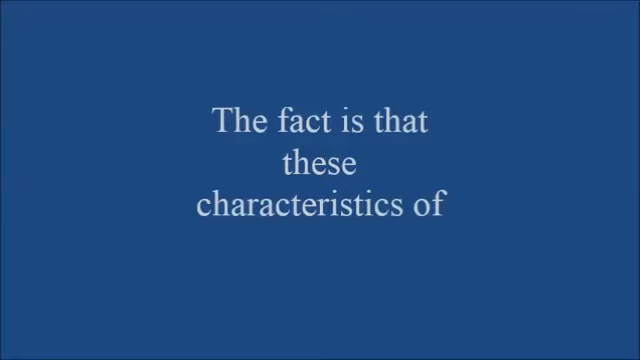 The fact is that
these
characteristics of